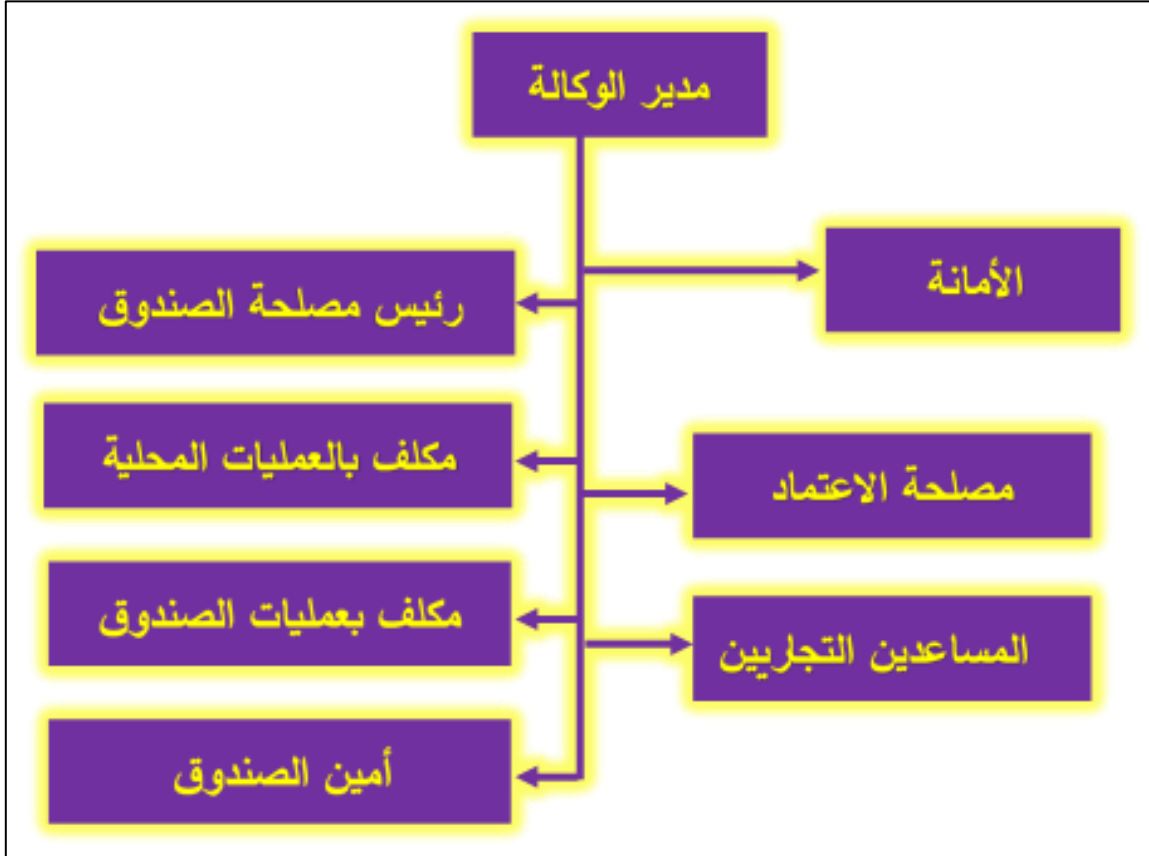 مدير الوكالة
الأمانة
رئيس مصلحة الصندوق
مكلف بالعمليات المحلية
مصلحة الاعتماد
مكلف بعمليات الصندوق
المساعدين التجاريين
أمين الصندوق